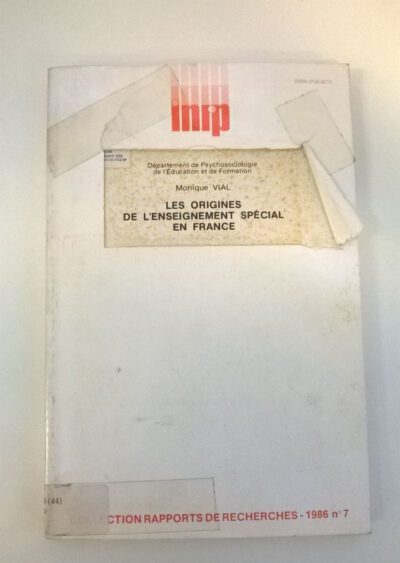 inrp
Département de Psychosociologie
de l'Éducation et de Formation
Monique VIAL
LES ORIGINES
DE L'ENSEIGNEMENT SPÉCIAL
EN FRANCE
(44)
COLLECTION RAPPORTS DE RECHERCHES - 1986 n° 7